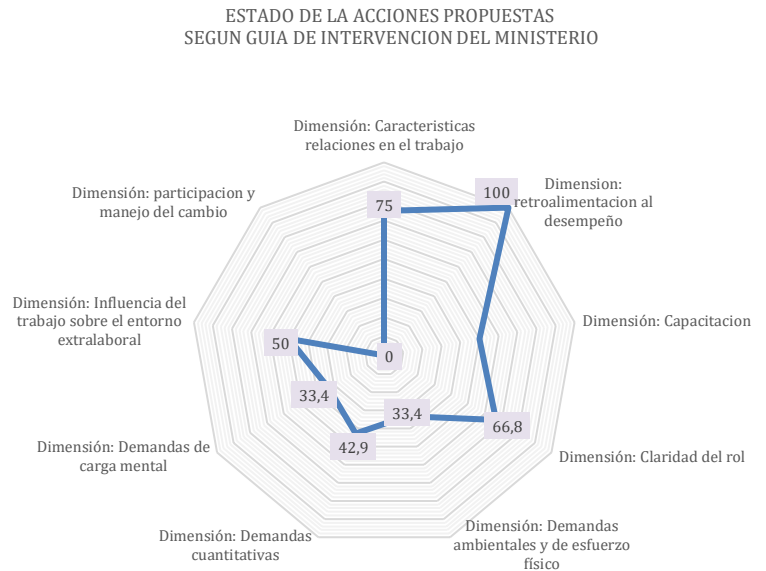 ESTADO DE LA ACCIONES PROPUESTAS
SEGUN GUIA DE INTERVENCION DEL MINISTERIO
Dimensión: Caracteristicas
relaciones en el trabajo
75
100
Dimension:
retroalimentacion al
desempeño
Dimensión: Capacitacion
66,8
Dimensión: Claridad del rol
33,4
Dimensión: Demandas
ambientales y de esfuerzo
físico
42,9
Dimensión: Demandas
cuantitativas
33,4
Dimensión: Demandas de
carga mental
50
Dimensión: Influencia del
trabajo sobre el entorno
extralaboral
0
Dimensión: participacion y
manejo del cambio